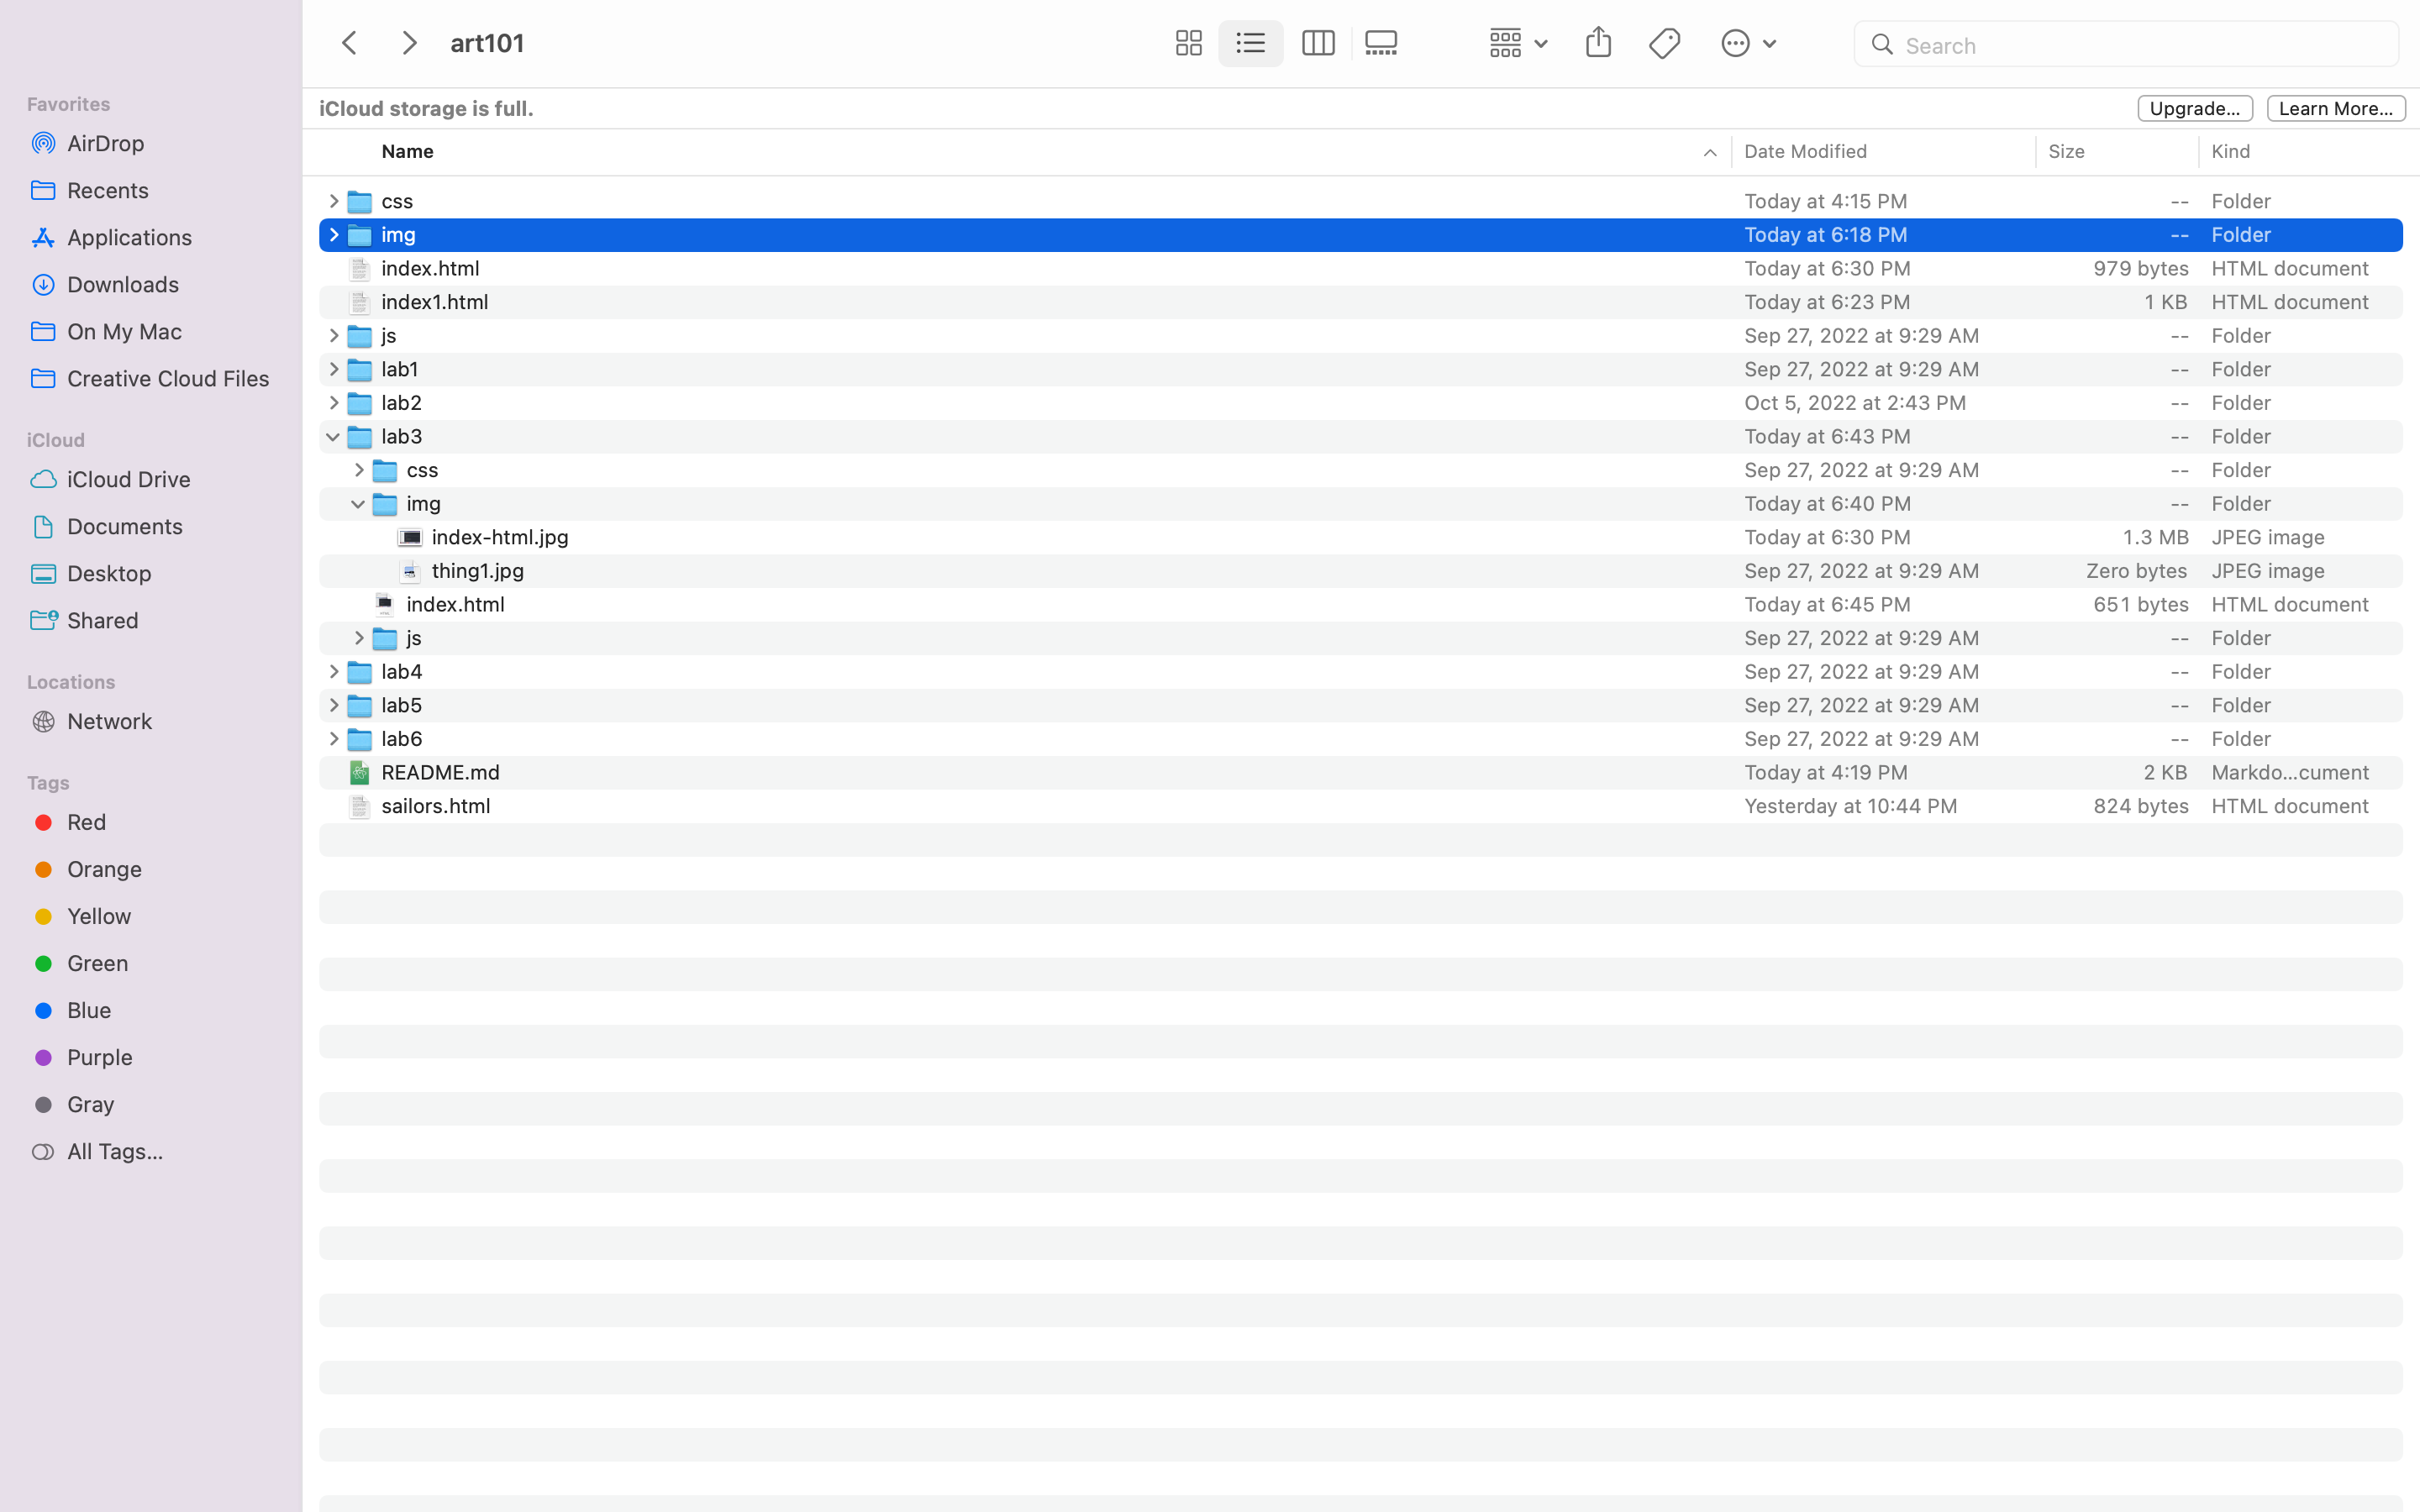 art101
Search
Favorites
AirDrop
Recents
Applications
Downloads
On My Mac
Creative Cloud Files
iCloud
iCloud Drive
Documents
Desktop
Shared
Locations
Network
Tags
Red
Orange
Yellow
Green
Blue
Purple
Gray
All Tags...
iCloud storage is full. Upgrade... Learn More...
Name Date Modified Size Kind
css Today at 4:15 PM -- Folder
img Today at 6:18 PM -- Folder
index.html Today at 6:30 PM 979 bytes HTML document
index1.html Today at 6:23 PM 1 KB HTML document
js Sep 27, 2022 at 9:29 AM -- Folder
lab1 Sep 27, 2022 at 9:29 AM -- Folder
lab2 Oct 5, 2022 at 2:43 PM -- Folder
lab3 Today at 6:43 PM -- Folder
css Sep 27, 2022 at 9:29 AM -- Folder
img Today at 6:40 PM -- Folder
index-html.jpg Today at 6:30 PM 1.3 MB JPEG image
thing1.jpg Sep 27, 2022 at 9:29 AM Zero bytes JPEG image
index.html Today at 6:45 PM 651 bytes HTML document
js Sep 27, 2022 at 9:29 AM -- Folder
lab4 Sep 27, 2022 at 9:29 AM -- Folder
lab5 Sep 27, 2022 at 9:29 AM -- Folder
lab6 Sep 27, 2022 at 9:29 AM -- Folder
README.md Today at 4:19 PM 2 KB Markdo...cument
sailors.html Yesterday at 10:44 PM 824 bytes HTML document